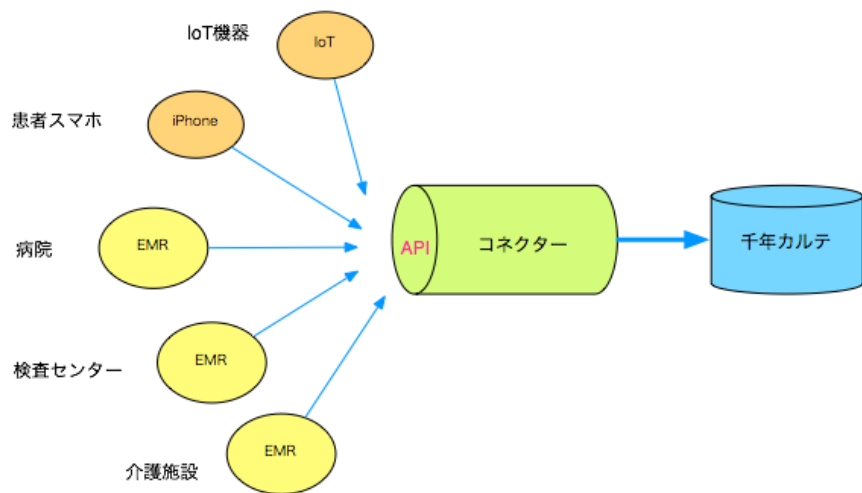 IoT機器
IoT
患者スマホ
iPhone
病院
EMR
API
コネクター
千年カルテ
検査センター
EMR
介護施設
EMR